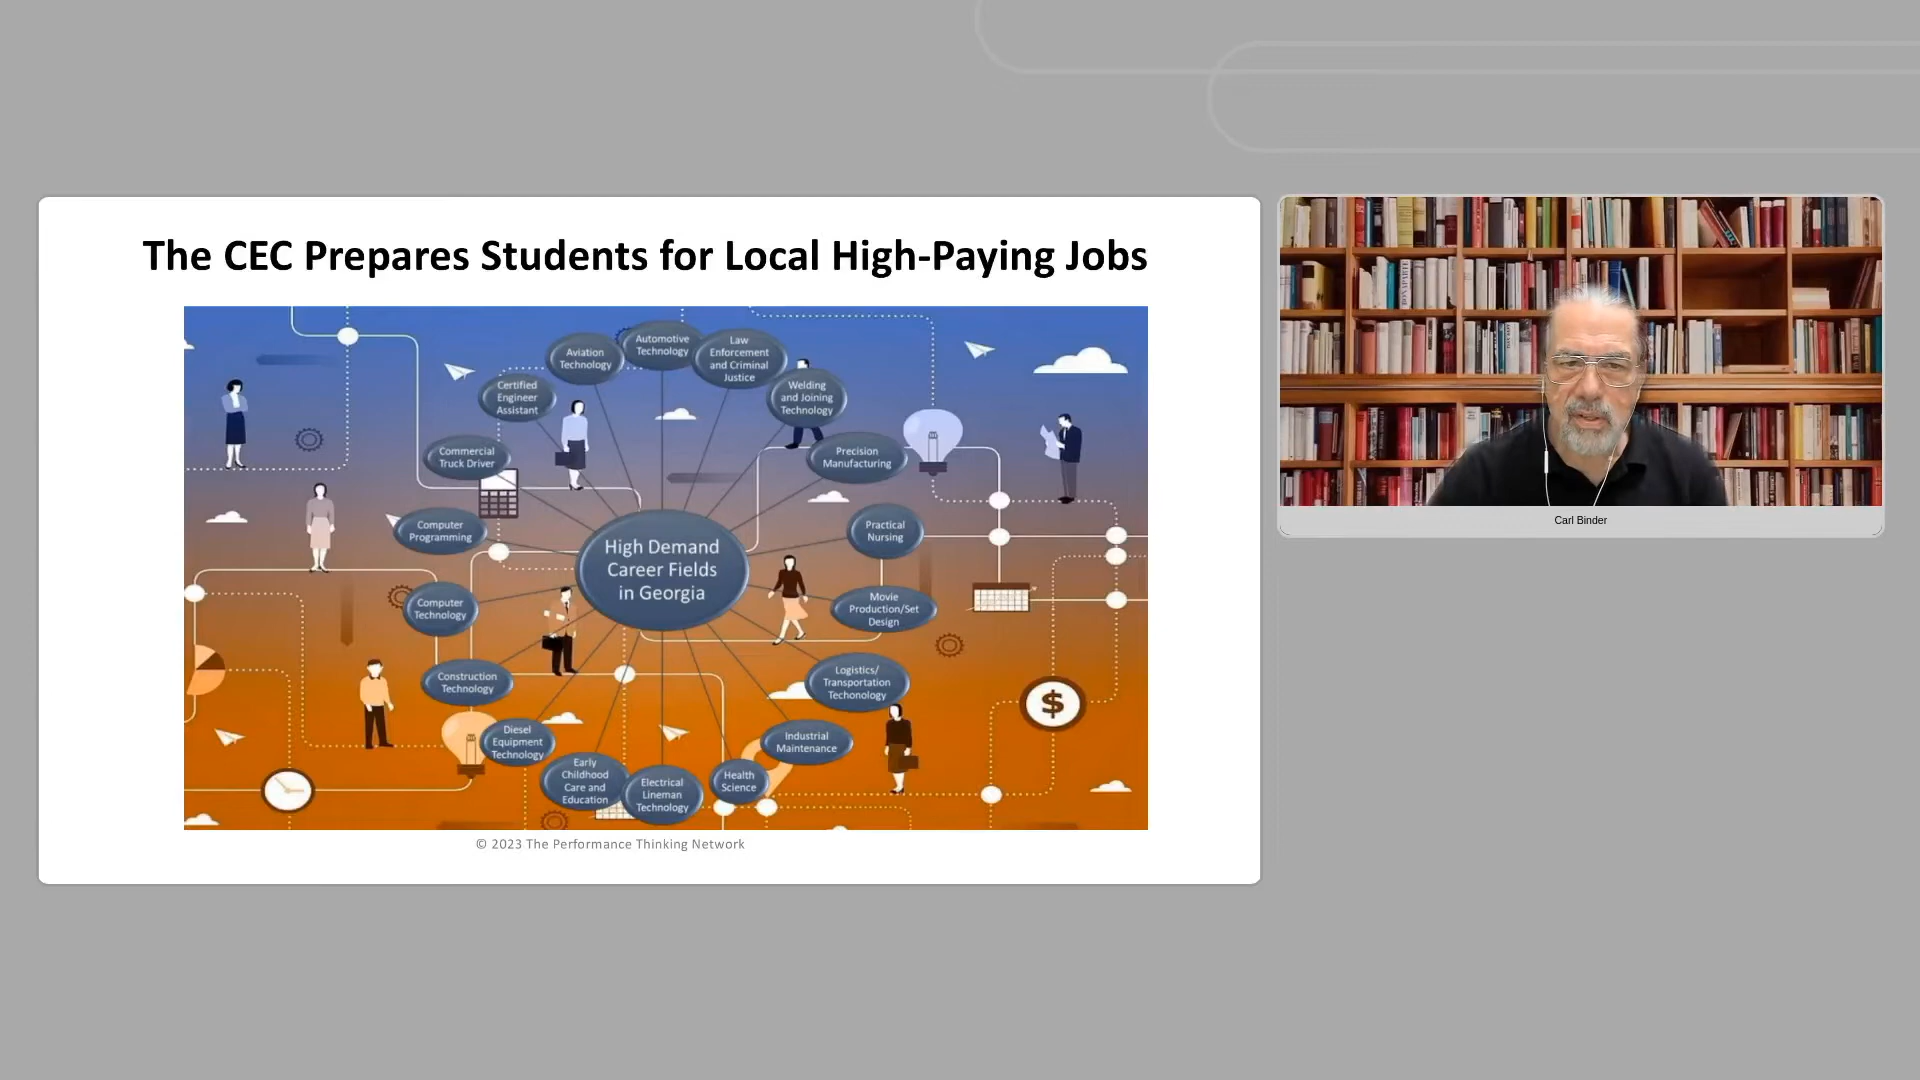 The CEC Prepares Students for Local High-Paying Jobs
Automotive
Technology
Law
Enforcement
and Criminal
Justice
Welding
and Joining
Technology
Precision
Manufacturing
Practical
Nursing
Movie
Production/Set
Design
Logistics/
Transportation
Techonology
Industrial
Maintenance
Health
Science
Electrical
Lineman
Technology
Early
Childhood
Care and
Education
Diesel
Equipment
Technology
Construction
Technology
Computer
Technology
Computer
Programming
Commercial
Truck Driver
Certified
Engineer
Assistant
Aviation
Technology
High Demand
Career Fields
in Georgia
$
© 2023 The Performance Thinking Network
Carl Binder